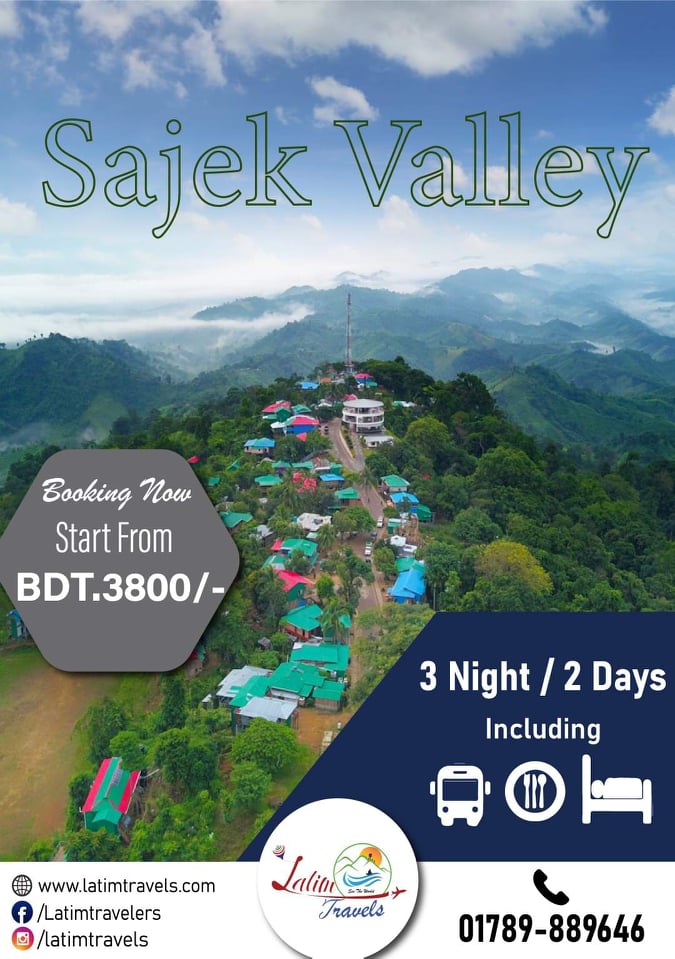 Sajek Valley
Booking Now
Start From
BDT.3800/-
3 Night / 2 Days
Including
www.latimtravels.com
/Latimtravelers
/latimtravels
Latim
See The World
Travels
01789-889646